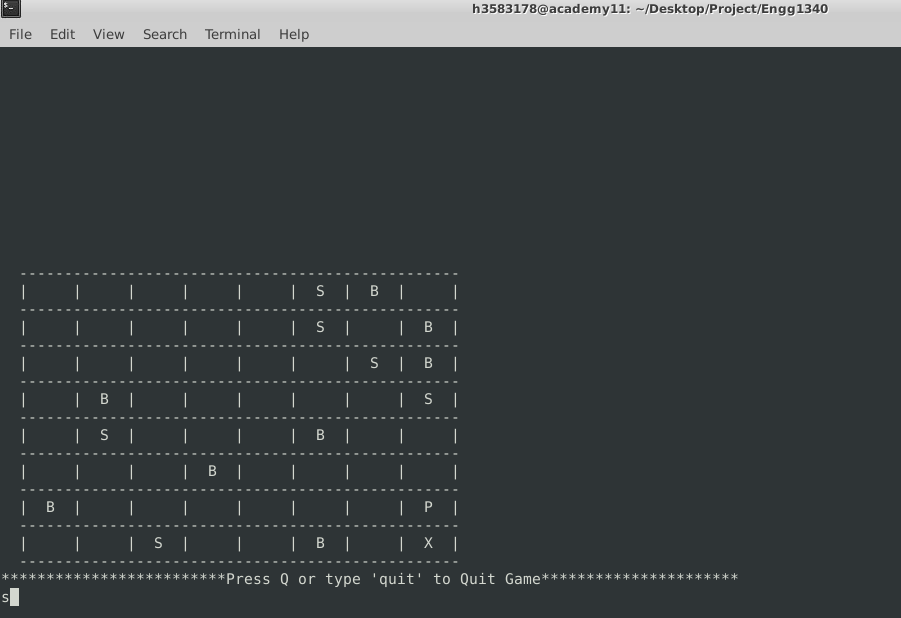 h3583178@academy11: ~/Desktop/Project/Engg1340
File Edit View Search Terminal Help
-------------------------------------------------
|     |     |     |     |     |  S  |  B  |     |
-------------------------------------------------
|     |     |     |     |     |  S  |     |  B  |
-------------------------------------------------
|     |     |     |     |     |     |  S  |  B  |
-------------------------------------------------
|     |  B  |     |     |     |     |     |  S  |
-------------------------------------------------
|     |  S  |     |     |     |  B  |     |     |
-------------------------------------------------
|     |     |     |  B  |     |     |     |     |
-------------------------------------------------
|  B  |     |     |     |     |     |     |  P  |
-------------------------------------------------
|     |     |  S  |     |     |  B  |     |  X  |
-------------------------------------------------
*************************Press Q or type 'quit' to Quit Game**********************
s